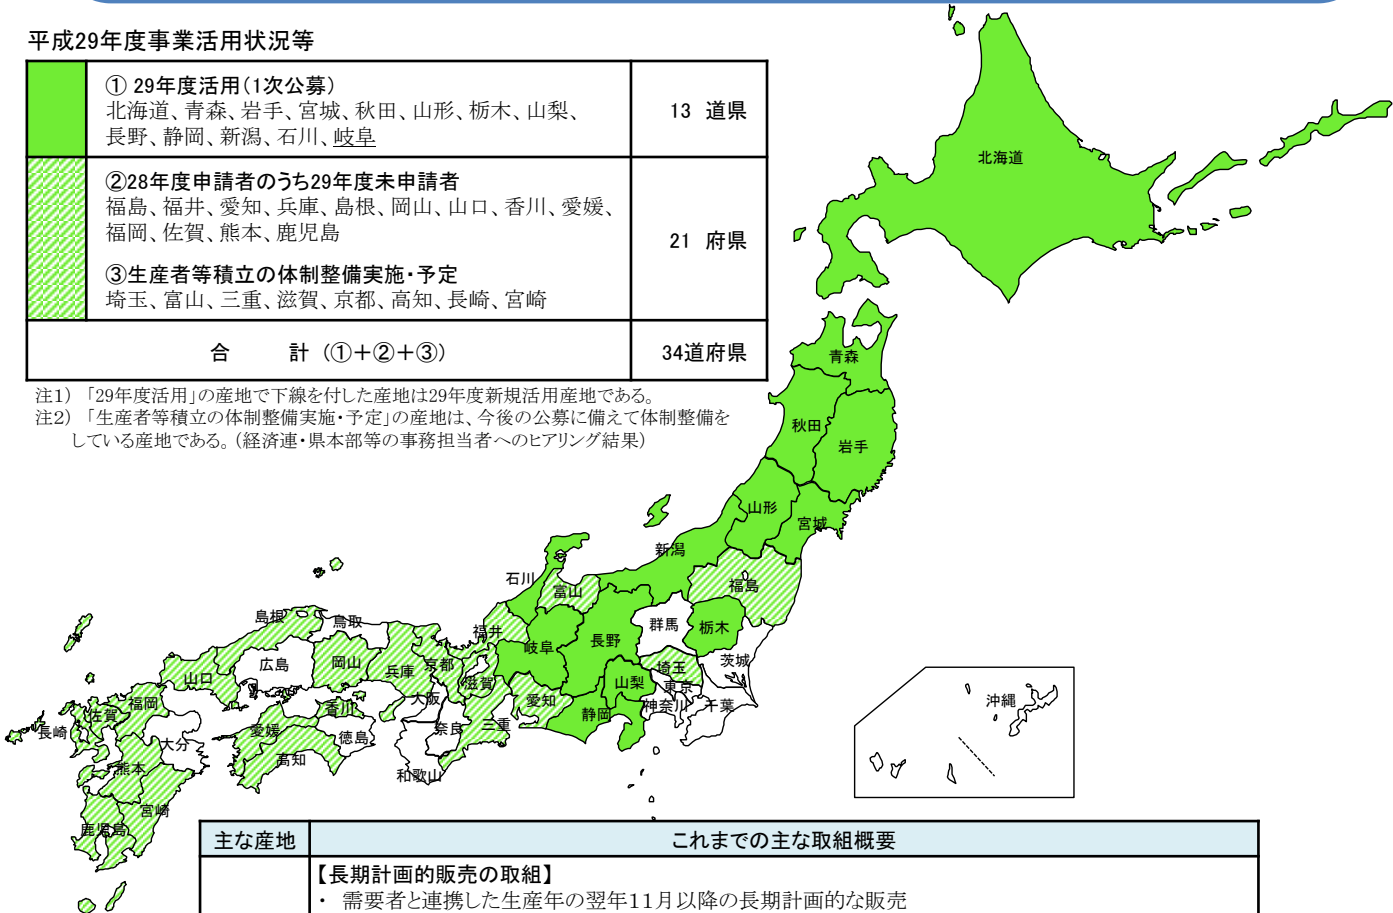 平成29年度事業活用状況等
① 29年度活用(1次公募)
北海道、青森、岩手、宮城、秋田、山形、栃木、山梨、
長野、静岡、新潟、石川、岐阜
13 道県
②28年度申請者のうち29年度未申請者
福島、福井、愛知、兵庫、島根、岡山、山口、香川、愛媛、
福岡、佐賀、熊本、鹿児島
③生産者等積立の体制整備実施・予定
埼玉、富山、三重、滋賀、京都、高知、長崎、宮崎
21 府県
合 計 (①+②+③)
34道府県
注1) 「29年度活用」の産地で下線を付した産地は29年度新規活用産地である。
注2) 「生産者等積立の体制整備実施・予定」の産地は、今後の公募に備えて体制整備を
している産地である。(経済連・県本部等の事務担当者へのヒアリング結果)
北海道
青森
秋田
岩手
山形
宮城
新潟
福島
石川
富山
群馬
栃木
福井
岐阜
長野
茨城
埼玉
東京
山梨
神奈川
千葉
静岡
愛知
島根
鳥取
広島
岡山
兵庫
京都
滋賀
大阪
奈良
三重
和歌山
山口
香川
愛媛
徳島
高知
福岡
佐賀
長崎
大分
熊本
宮崎
鹿児島
沖縄
主な産地
これまでの主な取組概要
【長期計画的販売の取組】
・ 需要者と連携した生産年の翌年11月以降の長期計画的な販売